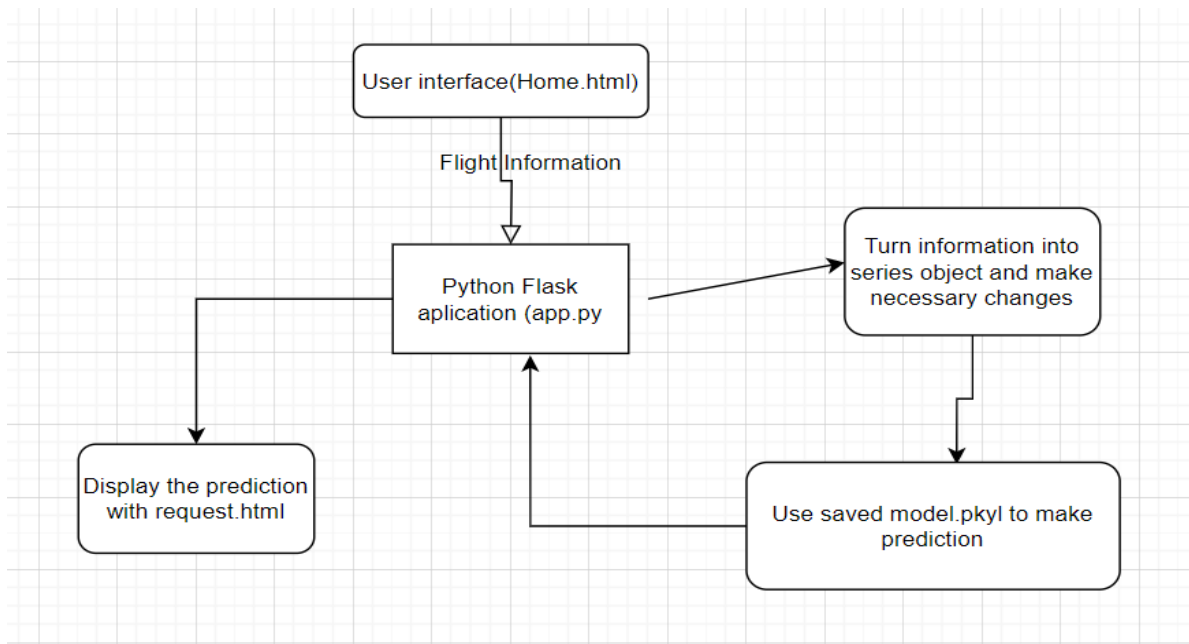 User interface(Home.html)
Flight Information
Python Flask
aplication (app.py
Turn information into
series object and make
necessary changes
Display the prediction
with request.html
Use saved model.pkyl to make
prediction